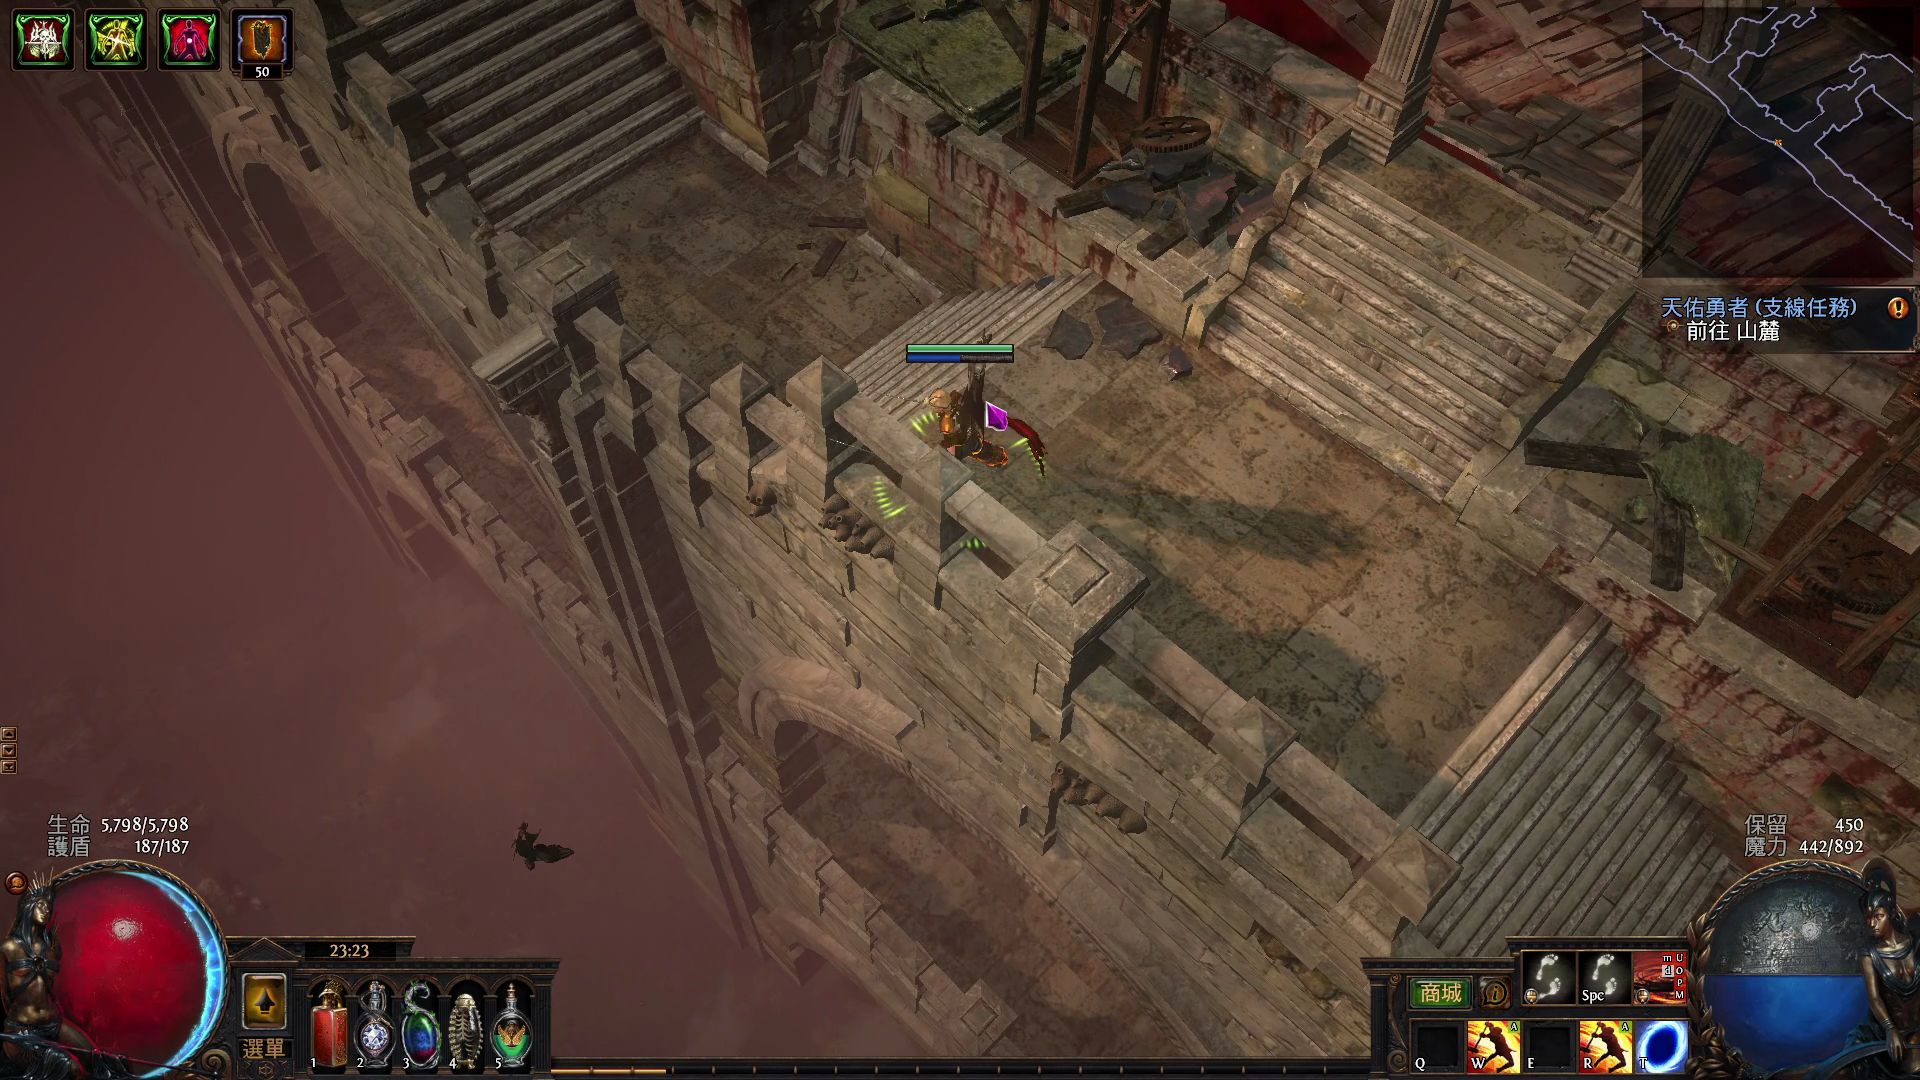 50
天佑勇者 (支線任務)
前往 山麓
生命 5,798/5,798
護盾 187/187
保留 450
魔力 442/892
23:23
選單
1 2 3 4 5
商城
Spc
m U
d O
P
M
Q W A E R A T